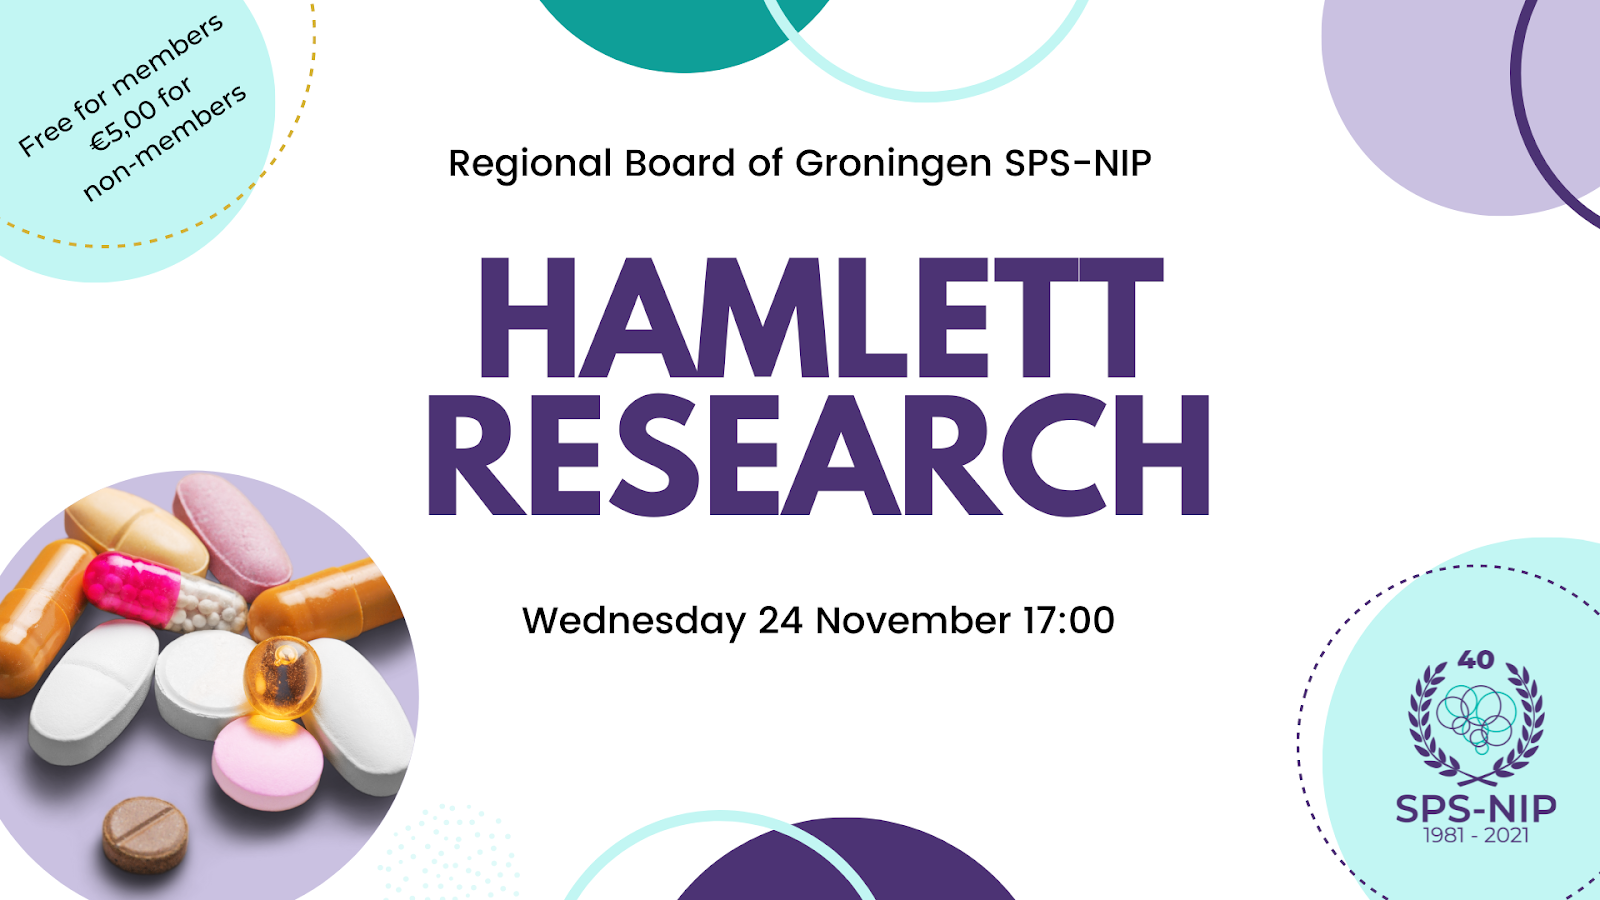 Free for members
€5,00 for
non-members
Regional Board of Groningen SPS-NIP
HAMLETT
RESEARCH
Wednesday 24 November 17:00
40
SPS-NIP
1981 - 2021